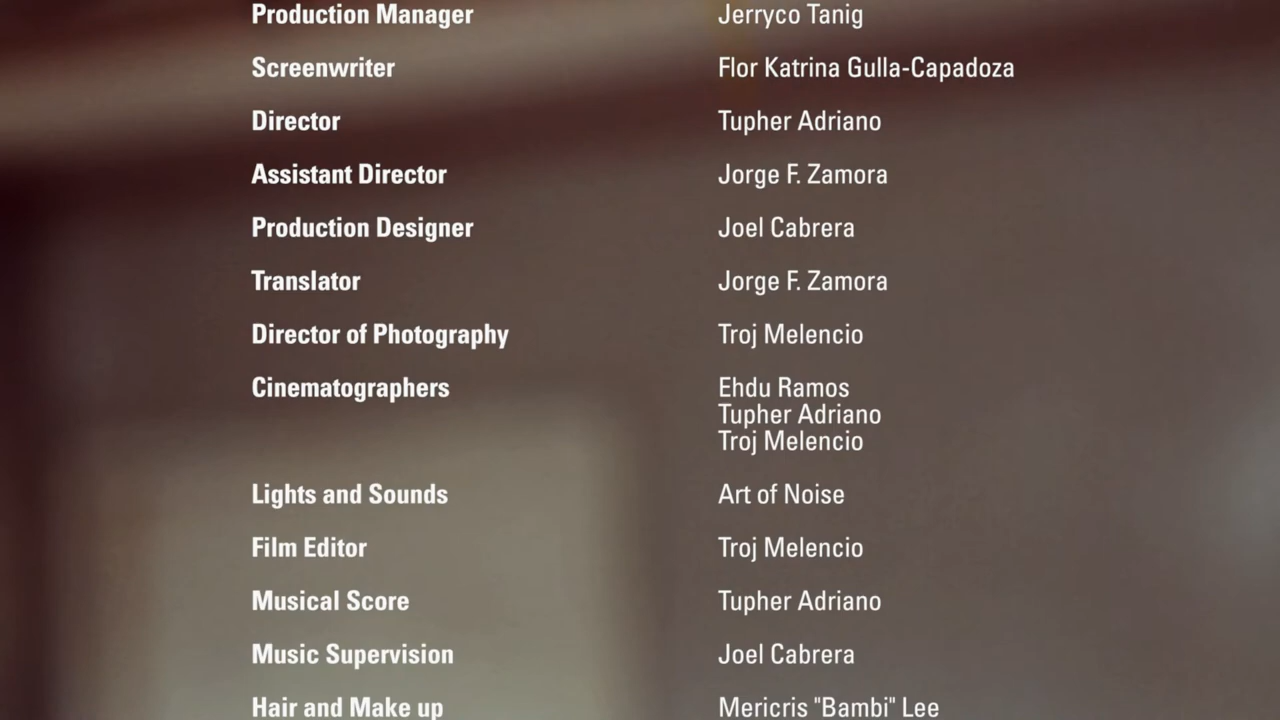 Production Manager Jerryco Tanig
Screenwriter Flor Katrina Gulla-Capadoza
Director Tupher Adriano
Assistant Director Jorge F. Zamora
Production Designer Joel Cabrera
Translator Jorge F. Zamora
Director of Photography Troj Melencio
Cinematographers Ehdu Ramos
Tupher Adriano
Troj Melencio
Lights and Sounds Art of Noise
Film Editor Troj Melencio
Musical Score Tupher Adriano
Music Supervision Joel Cabrera
Hair and Make up Mericris "Bambi" Lee